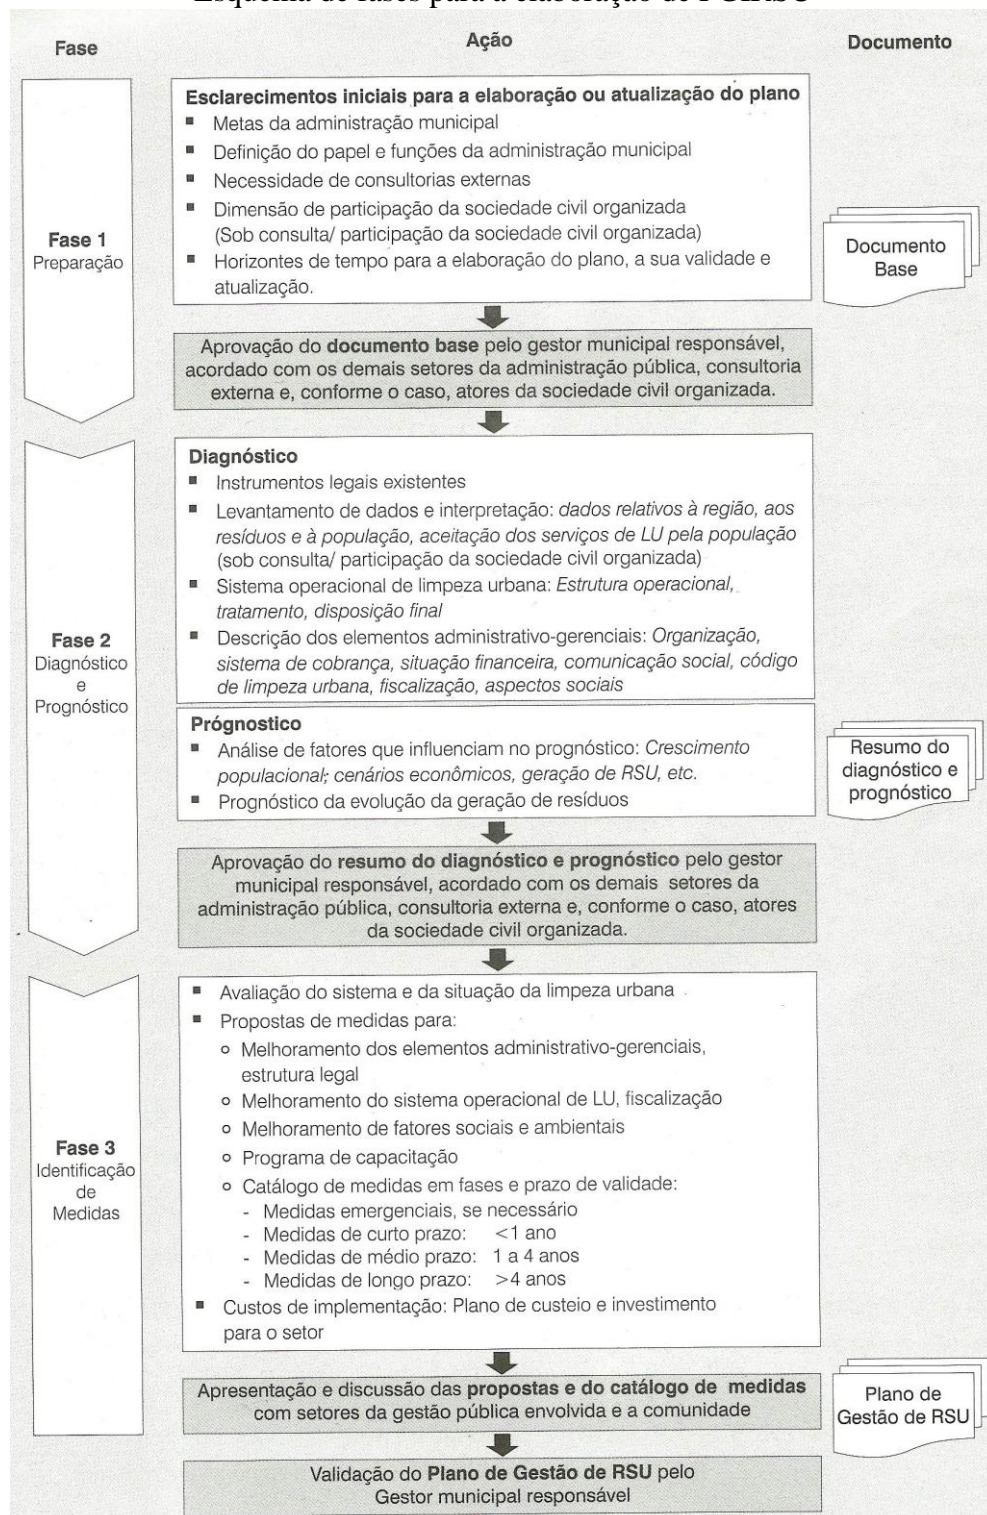 Esquema de fases para a elaboração de PGIRSU
Fase
Ação
Documento
Fase 1
Preparação
Esclarecimentos iniciais para a elaboração ou atualização do plano
▪ Metas da administração municipal
▪ Definição do papel e funções da administração municipal
▪ Necessidade de consultorias externas
▪ Dimensão de participação da sociedade civil organizada
(Sob consulta/ participação da sociedade civil organizada)
▪ Horizontes de tempo para a elaboração do plano, a sua validade e
atualização.
Documento
Base
Aprovação do documento base pelo gestor municipal responsável,
acordado com os demais setores da administração pública, consultoria
externa e, conforme o caso, atores da sociedade civil organizada.
Fase 2
Diagnóstico
e
Prognóstico
Diagnóstico
▪ Instrumentos legais existentes
▪ Levantamento de dados e interpretação: dados relativos à região, aos
resíduos e à população, aceitação dos serviços de LU pela população
(sob consulta/ participação da sociedade civil organizada)
▪ Sistema operacional de limpeza urbana: Estrutura operacional,
tratamento, disposição final
▪ Descrição dos elementos administrativo-gerenciais: Organização,
sistema de cobrança, situação financeira, comunicação social, código
de limpeza urbana, fiscalização, aspectos sociais
Prógnostico
▪ Análise de fatores que influenciam no prognóstico: Crescimento
populacional; cenários econômicos, geração de RSU, etc.
▪ Prognóstico da evolução da geração de resíduos
Resumo do
diagnóstico e
prognóstico
Aprovação do resumo do diagnóstico e prognóstico pelo gestor
municipal responsável, acordado com os demais setores da
administração pública, consultoria externa e, conforme o caso, atores
da sociedade civil organizada.
Fase 3
Identificação
de
Medidas
▪ Avaliação do sistema e da situação da limpeza urbana
▪ Propostas de medidas para:
o Melhoramento dos elementos administrativo-gerenciais,
estrutura legal
o Melhoramento do sistema operacional de LU, fiscalização
o Melhoramento de fatores sociais e ambientais
o Programa de capacitação
o Catálogo de medidas em fases e prazo de validade:
- Medidas emergenciais, se necessário
- Medidas de curto prazo: <1 ano
- Medidas de médio prazo: 1 a 4 anos
- Medidas de longo prazo: >4 anos
▪ Custos de implementação: Plano de custeio e investimento
para o setor
Apresentação e discussão das propostas e do catálogo de medidas
com setores da gestão pública envolvida e a comunidade
Plano de
Gestão de RSU
Validação do Plano de Gestão de RSU pelo
Gestor municipal responsável